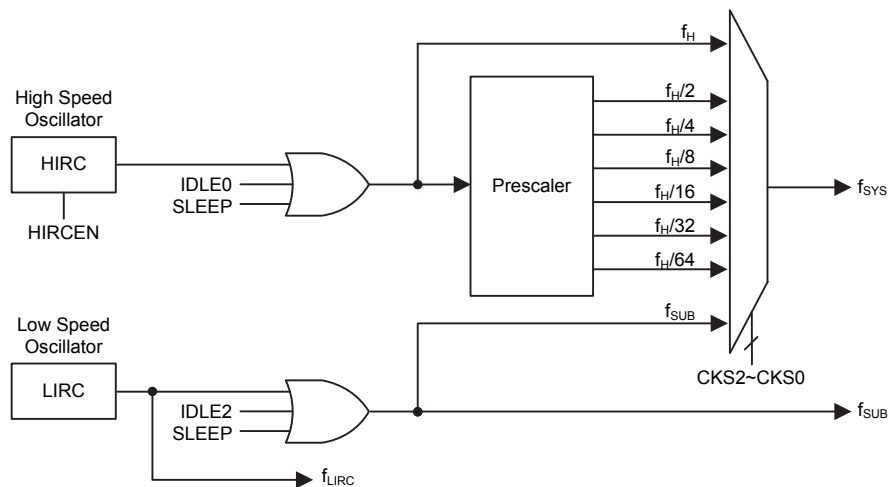 High Speed
Oscillator
HIRC
HIRCEN
IDLE0
SLEEP
Prescaler
fH
fH/2
fH/4
fH/8
fH/16
fH/32
fH/64
fSUB
fSYS
CKS2~CKS0
Low Speed
Oscillator
LIRC
IDLE2
SLEEP
fSUB
fLIRC